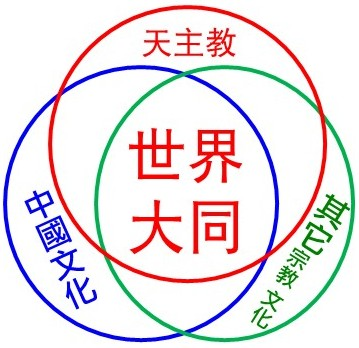 天主教
世界
大同
中國文化
其它宗教文化